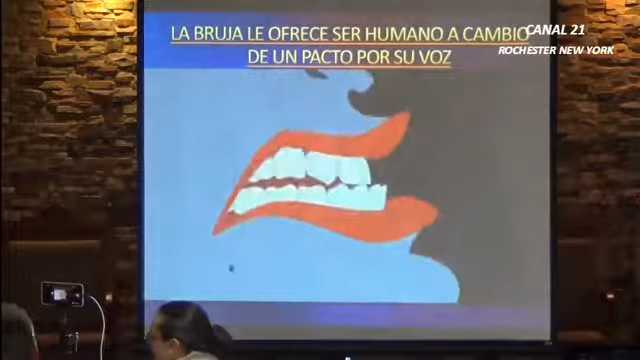 LA BRUJA LE OFRECE SER HUMANO A CAMBIO
DE UN PACTO POR SU VOZ
CANAL 21
ROCHESTER NEW YORK